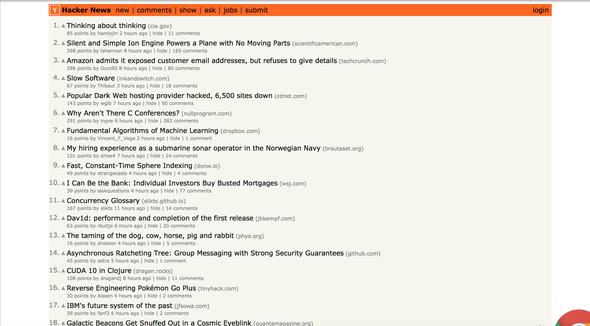 Y Hacker News new | comments | show | ask | jobs | submit login
1. Thinking about thinking (cia.gov)
85 points by handojin 2 hours ago | hide | 11 comments
2. Silent and Simple Ion Engine Powers a Plane with No Moving Parts (scientificamerican.com)
398 points by tshannon 8 hours ago | hide | 165 comments
3. Amazon admits it exposed customer email addresses, but refuses to give details (techcrunch.com)
296 points by Ours90 8 hours ago | hide | 80 comments
4. Slow Software (inkandswitch.com)
67 points by Thibaut 3 hours ago | hide | 18 comments
5. Popular Dark Web hosting provider hacked, 6,500 sites down (zdnet.com)
143 points by wglb 7 hours ago | hide | 90 comments
6. Why Aren't There C Conferences? (nullprogram.com)
291 points by ingve 6 hours ago | hide | 282 comments
7. Fundamental Algorithms of Machine Learning (dropbox.com)
16 points by Vincent_F_Vega 2 hours ago | hide | 1 comment
8. My hiring experience as a submarine sonar operator in the Norwegian Navy (brautaset.org)
101 points by drtse4 7 hours ago | hide | 24 comments
9. Fast, Constant-Time Sphere Indexing (donw.io)
49 points by strangecasts 4 hours ago | hide | 4 comments
10. I Can Be the Bank: Individual Investors Buy Busted Mortgages (wsj.com)
39 points by iaskquestions 4 hours ago | hide | 77 comments
11. Concurrency Glossary (slikts.github.io)
167 points by slikts 11 hours ago | hide | 14 comments
12. Dav1d: performance and completion of the first release (jbkempf.com)
63 points by rbultje 6 hours ago | hide | 20 comments
13. The taming of the dog, cow, horse, pig and rabbit (phys.org)
16 points by dnetesn 4 hours ago | hide | 5 comments
14. Asynchronous Ratcheting Tree: Group Messaging with Strong Security Guarantees (github.com)
45 points by setra 5 hours ago | hide | 1 comment
15. CUDA 10 in Clojure (dragan.rocks)
108 points by dragandj 8 hours ago | hide | 11 comments
16. Reverse Engineering Pokémon Go Plus (tinyhack.com)
30 points by Aissen 4 hours ago | hide | 2 comments
17. IBM's future system of the past (jfsowa.com)
39 points by fanf2 6 hours ago | hide | 2 comments
18. Galactic Beacons Get Snuffed Out in a Cosmic Eyeblink (quantamagazine.org)